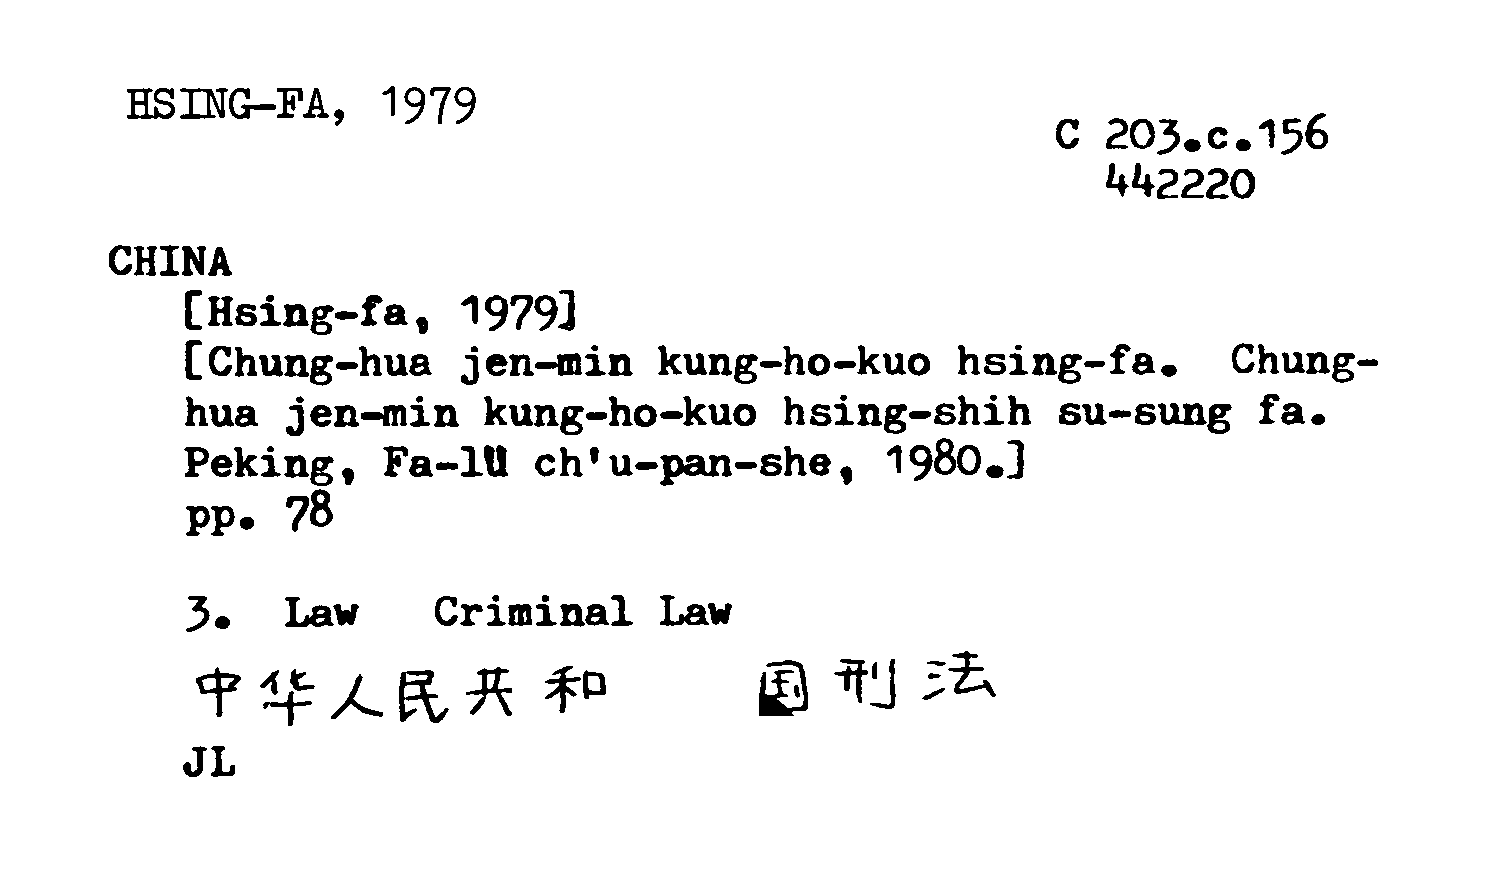 HSING-FA, 1979
C 203.c.156
442220
CHINA
[Hsing-fa, 1979]
[Chung-hua jen-min kung-ho-kuo hsing-fa. Chung-
hua jen-min kung-ho-kuo hsing-shih su-sung fa.
Peking, Fa-lü ch'u-pan-she, 1980.]
pp. 78
3. Law Criminal Law
中华人民共和 国刑法
JL